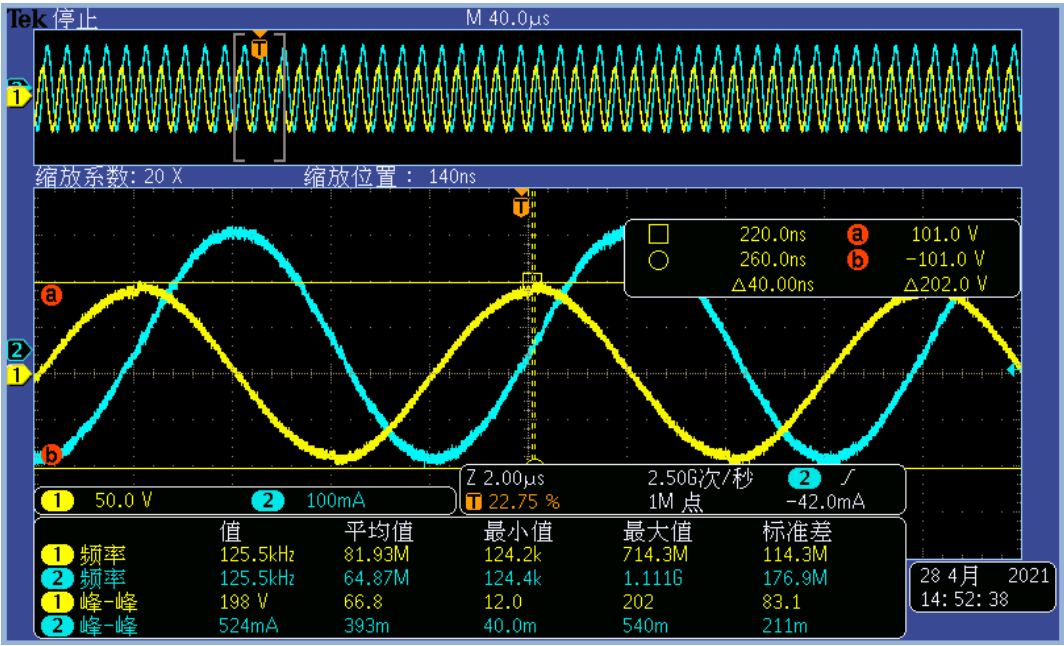 Tek 停止 M 40.0µs
T
1
缩放系数: 20 X 缩放位置: 140ns
T
220.0ns a 101.0 V
260.0ns b -101.0 V
△40.00ns △202.0 V
a
2
1
b
Z 2.00µs 2.50G次/秒 2
1 50.0 V 2 100mA T 22.75 % 1M 点 -42.0mA
值 平均值 最小值 最大值 标准差
1 频率 125.5kHz 81.93M 124.2k 714.3M 114.3M
2 频率 125.5kHz 64.87M 124.4k 1.111G 176.9M
1 峰-峰 198 V 66.8 12.0 202 83.1
2 峰-峰 524mA 393m 40.0m 540m 211m
28 4月 2021
14:52:38